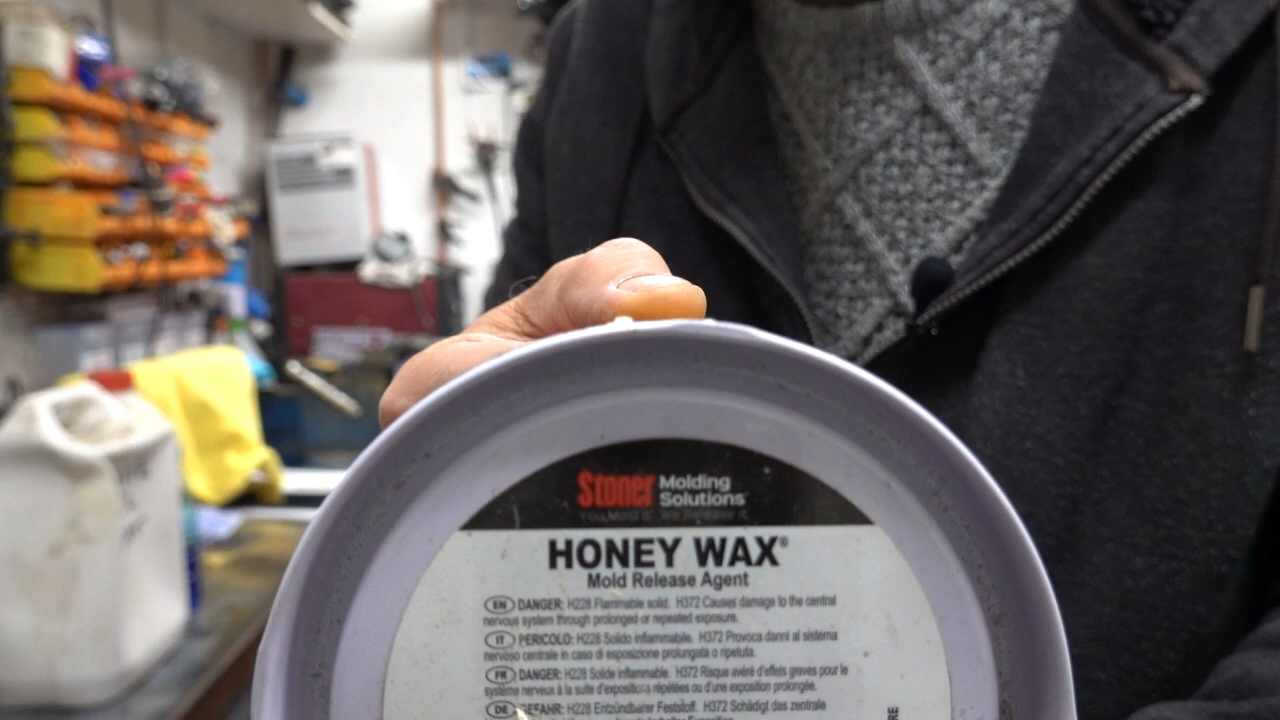 Stoner Molding
Solutions
You Mold it. We Release it.
HONEY WAX®
Mold Release Agent
EN DANGER: H228 Flammable solid. H372 Causes damage to the central
nervous system through prolonged or repeated exposure.
IT PERICOLO: H228 Solido infiammabile. H372 Provoca danni al sistema
nervoso centrale in caso di esposizione prolungata o ripetuta.
FR DANGER: H228 Solide inflammable. H372 Risque avéré d'effets graves pour le
système nerveux à la suite d'expositions répétées ou d'une exposition prolongée.
DE GEFAHR: H228 Entzündbarer Feststoff. H372 Schädigt das zentrale